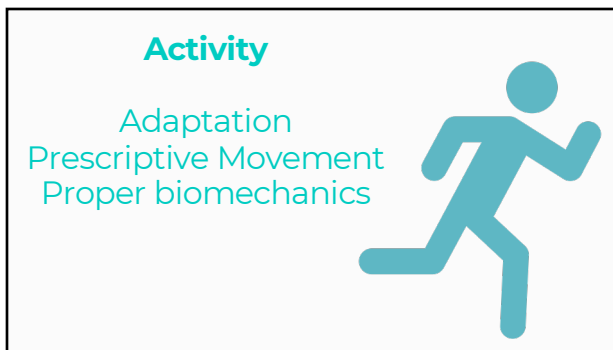 Activity
Adaptation
Prescriptive Movement
Proper biomechanics